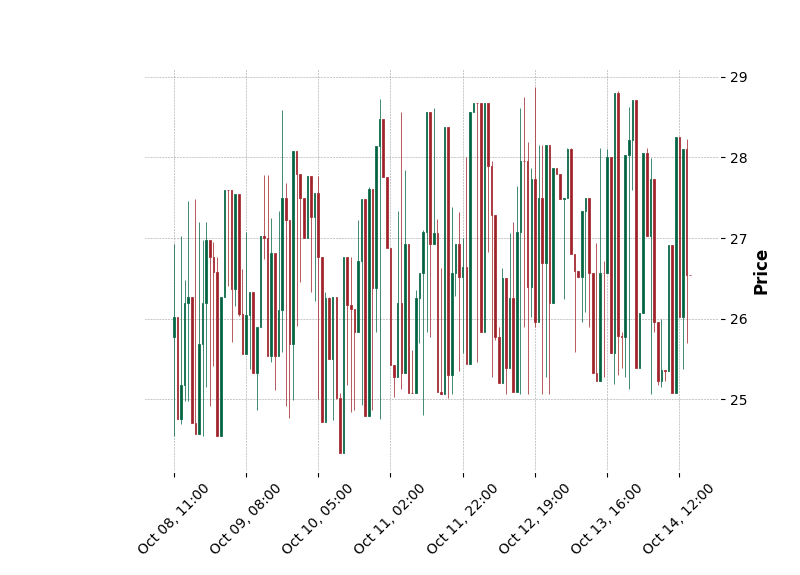 29
28
27
26
25
Price
Oct 08, 11:00
Oct 09, 08:00
Oct 10, 05:00
Oct 11, 02:00
Oct 11, 22:00
Oct 12, 19:00
Oct 13, 16:00
Oct 14, 12:00